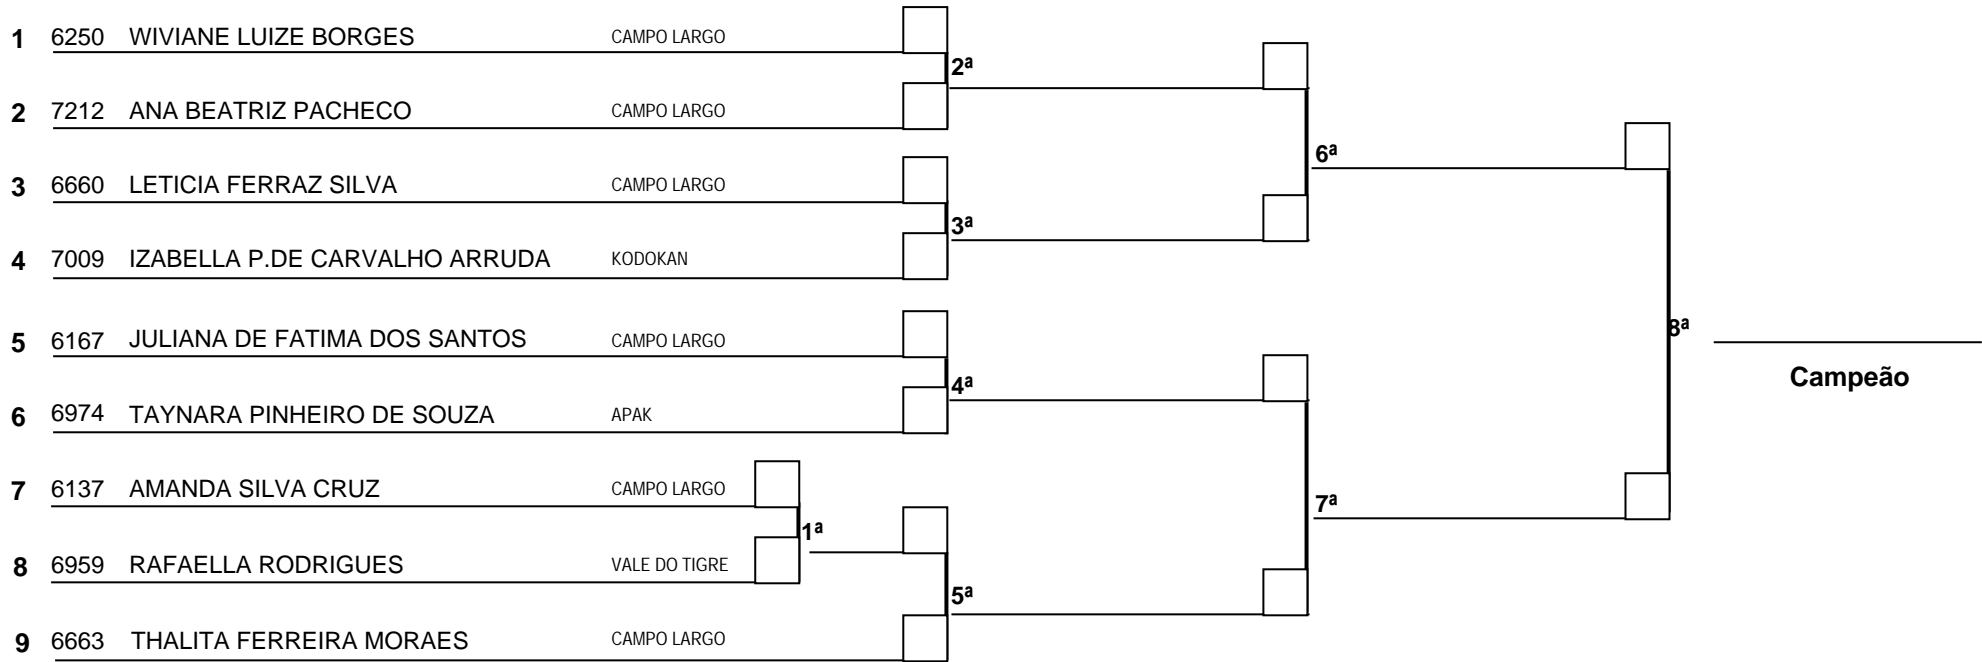 1 6250 WIVIANE LUIZE BORGES CAMPO LARGO
2ª
2 7212 ANA BEATRIZ PACHECO CAMPO LARGO
6ª
3 6660 LETICIA FERRAZ SILVA CAMPO LARGO
3ª
4 7009 IZABELLA P.DE CARVALHO ARRUDA KODOKAN
8ª
5 6167 JULIANA DE FATIMA DOS SANTOS CAMPO LARGO
Campeão
4ª
6 6974 TAYNARA PINHEIRO DE SOUZA APAK
7 6137 AMANDA SILVA CRUZ CAMPO LARGO
7ª
1ª
8 6959 RAFAELLA RODRIGUES VALE DO TIGRE
5ª
9 6663 THALITA FERREIRA MORAES CAMPO LARGO